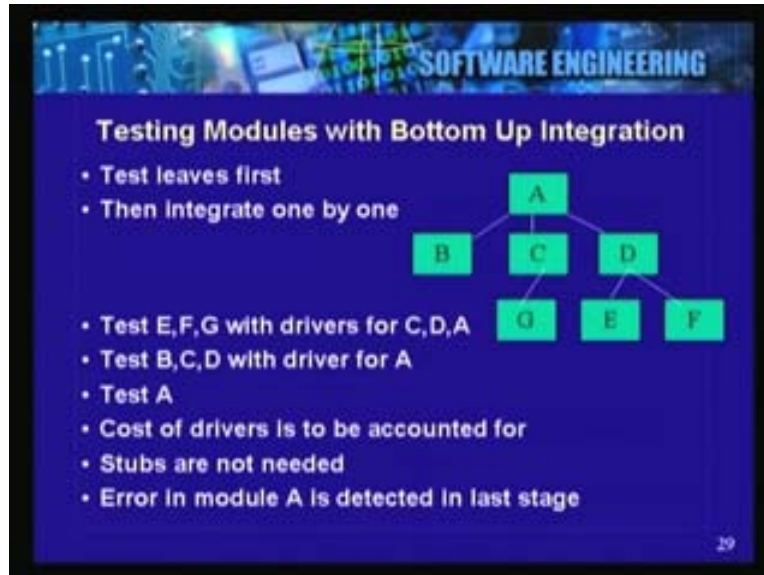 SOFTWARE ENGINEERING
Testing Modules with Bottom Up Integration
• Test leaves first
• Then integrate one by one
A
B C D
G E F
• Test E,F,G with drivers for C,D,A
• Test B,C,D with driver for A
• Test A
• Cost of drivers is to be accounted for
• Stubs are not needed
• Error in module A is detected in last stage
29